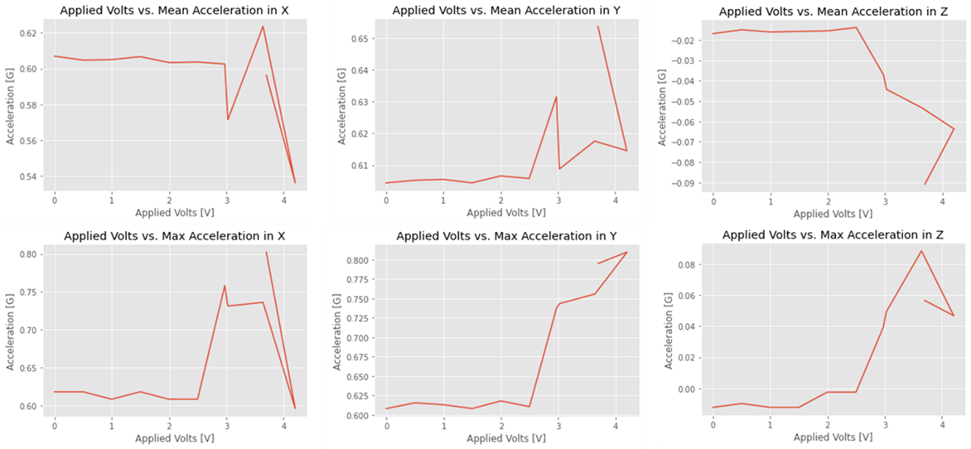 Applied Volts vs. Mean Acceleration in X
Acceleration [G]
0.62
0.60
0.58
0.56
0.54
0 1 2 3 4
Applied Volts [V]
Applied Volts vs. Mean Acceleration in Y
Acceleration [G]
0.65
0.64
0.63
0.62
0.61
0 1 2 3 4
Applied Volts [V]
Applied Volts vs. Mean Acceleration in Z
Acceleration [G]
−0.02
−0.03
−0.04
−0.05
−0.06
−0.07
−0.08
−0.09
0 1 2 3 4
Applied Volts [V]
Applied Volts vs. Max Acceleration in X
Acceleration [G]
0.80
0.75
0.70
0.65
0.60
0 1 2 3 4
Applied Volts [V]
Applied Volts vs. Max Acceleration in Y
Acceleration [G]
0.800
0.775
0.750
0.725
0.700
0.675
0.650
0.625
0.600
0 1 2 3 4
Applied Volts [V]
Applied Volts vs. Max Acceleration in Z
Acceleration [G]
0.08
0.06
0.04
0.02
0.00
0 1 2 3 4
Applied Volts [V]